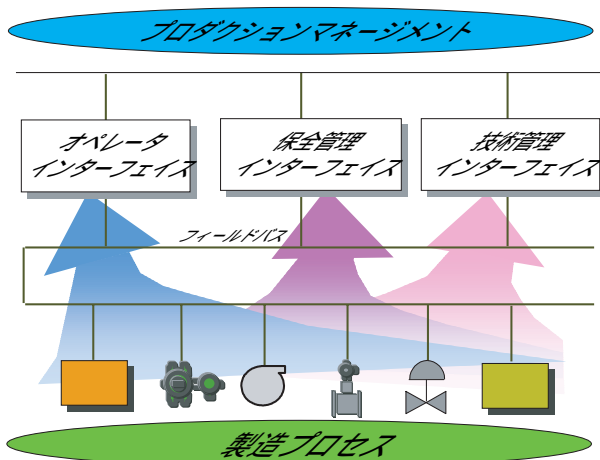 プロダクションマネージメント
オペレータ
インターフェイス
保全管理
インターフェイス
技術管理
インターフェイス
フィールドバス
製造プロセス